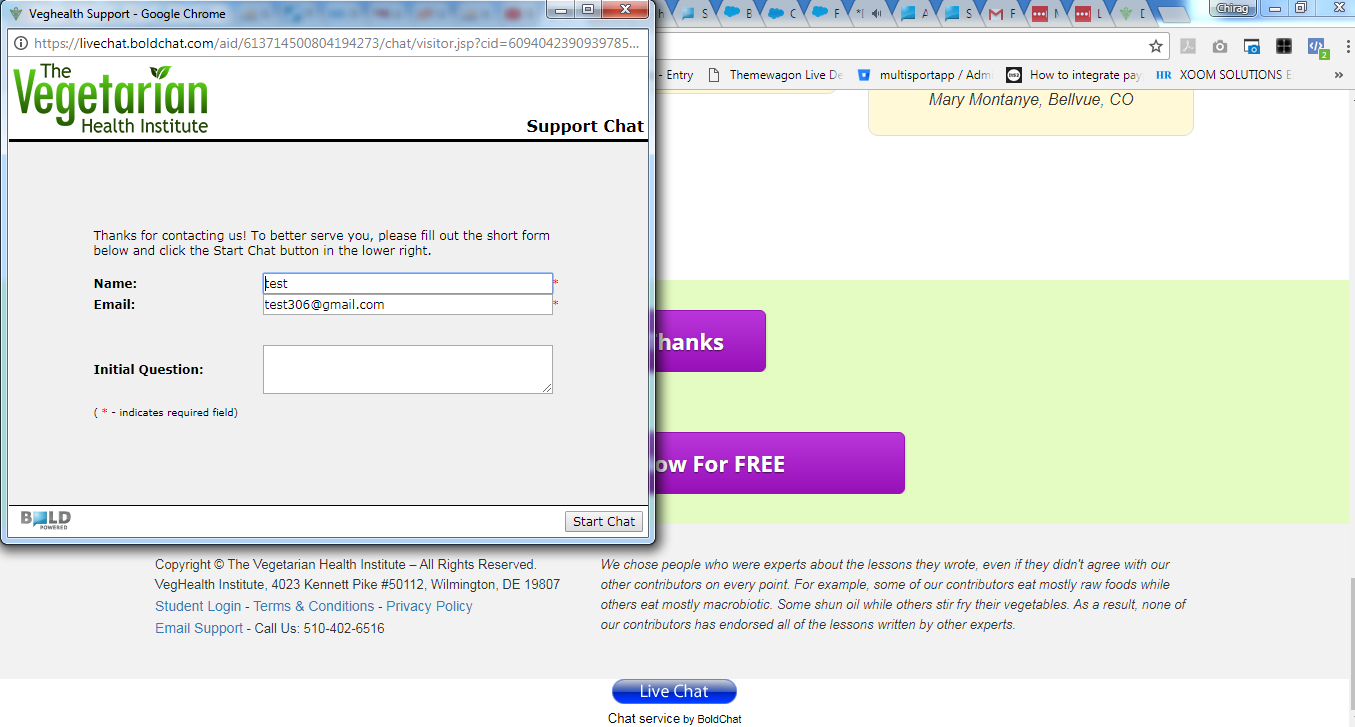 Veghealth Support - Google Chrome
https://livechat.boldchat.com/aid/613714500804194273/chat/visitor.jsp?cid=6094042390939785...
The
Vegetarian
Health Institute
Support Chat
Thanks for contacting us! To better serve you, please fill out the short form
below and click the Start Chat button in the lower right.
Name: test *
Email: test306@gmail.com *
Initial Question:
( * - indicates required field)
BOLD
POWERED
Start Chat
Chirag
2
- Entry Themewagon Live De multisportapp / Admi How to integrate pay HR XOOM SOLUTIONS E »
Mary Montanye, Bellvue, CO
hanks
ow For FREE
Copyright © The Vegetarian Health Institute – All Rights Reserved.
VegHealth Institute, 4023 Kennett Pike #50112, Wilmington, DE 19807
Student Login - Terms & Conditions - Privacy Policy
Email Support - Call Us: 510-402-6516
We chose people who were experts about the lessons they wrote, even if they didn't agree with our
other contributors on every point. For example, some of our contributors eat mostly raw foods while
others eat mostly macrobiotic. Some shun oil while others stir fry their vegetables. As a result, none of
our contributors has endorsed all of the lessons written by other experts.
Live Chat
Chat service by BoldChat